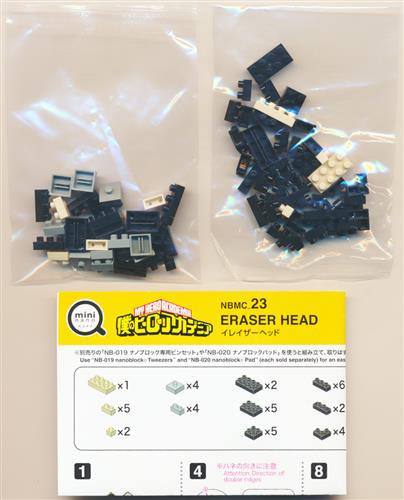 mini
nano
MY HERO ACADEMIA
僕のヒーローアカデミア
NBMC_23
ERASER HEAD
イレイザーヘッド
※別売りの「NB-019 ナノブロック専用ピンセット」や「NB-020 ナノブロックパッド」を使うと組み立て、取りはず
Use "NB-019 nanoblock Tweezers" and "NB-020 nanoblock Pad" (each sold separately) for an eas
×1
×4
×2
×6
×5
×4
×5
×2
×2
×5
×4
1
4
※ハネの向きに注意
Attention: Direction of
double ridges
8